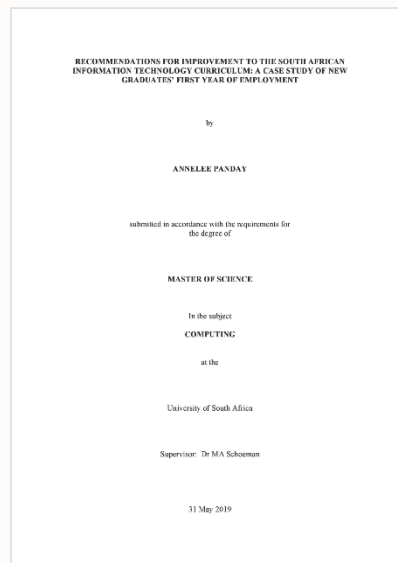 RECOMMENDATIONS FOR IMPROVEMENT TO THE SOUTH AFRICAN
INFORMATION TECHNOLOGY CURRICULUM: A CASE STUDY OF NEW
GRADUATES' FIRST YEAR OF EMPLOYMENT
by
ANNELEE PANDAY
submitted in accordance with the requirements for
the degree of
MASTER OF SCIENCE
In the subject
COMPUTING
at the
University of South Africa
Supervisor: Dr MA Schoeman
31 May 2019